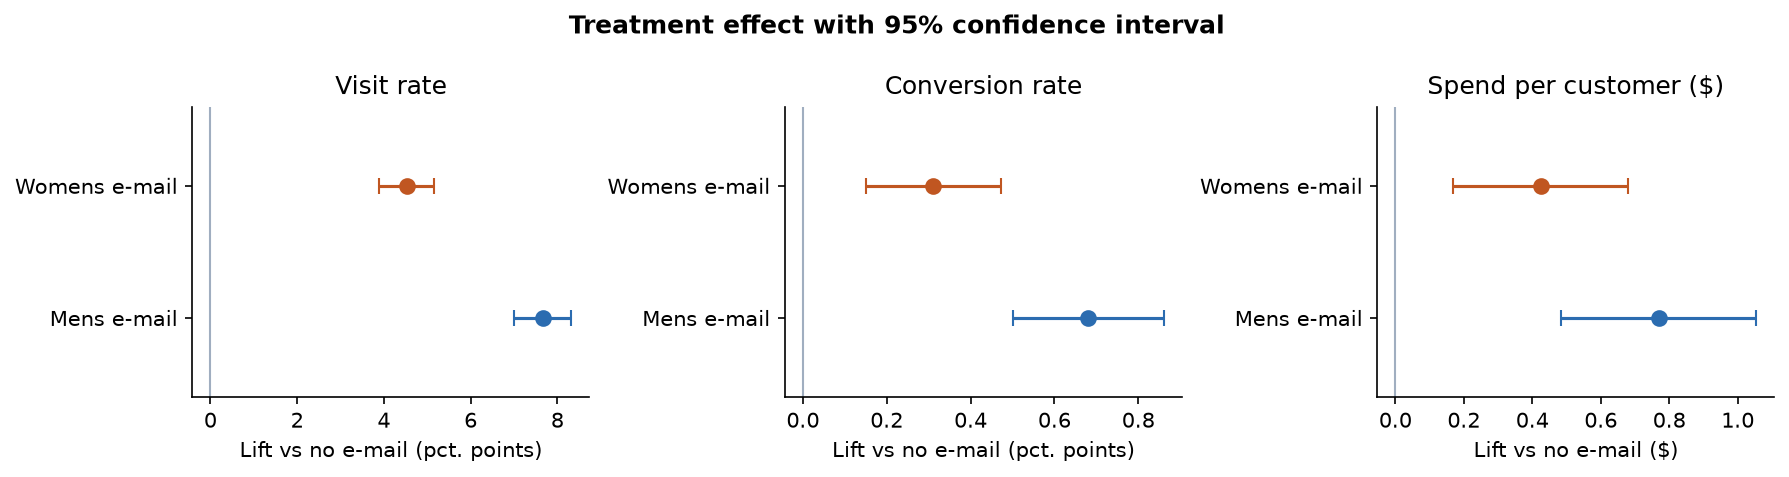 Treatment effect with 95% confidence interval
Visit rate
Womens e-mail
Mens e-mail
0 2 4 6 8
Lift vs no e-mail (pct. points)
Conversion rate
Womens e-mail
Mens e-mail
0.0 0.2 0.4 0.6 0.8
Lift vs no e-mail (pct. points)
Spend per customer ($)
Womens e-mail
Mens e-mail
0.0 0.2 0.4 0.6 0.8 1.0
Lift vs no e-mail ($)